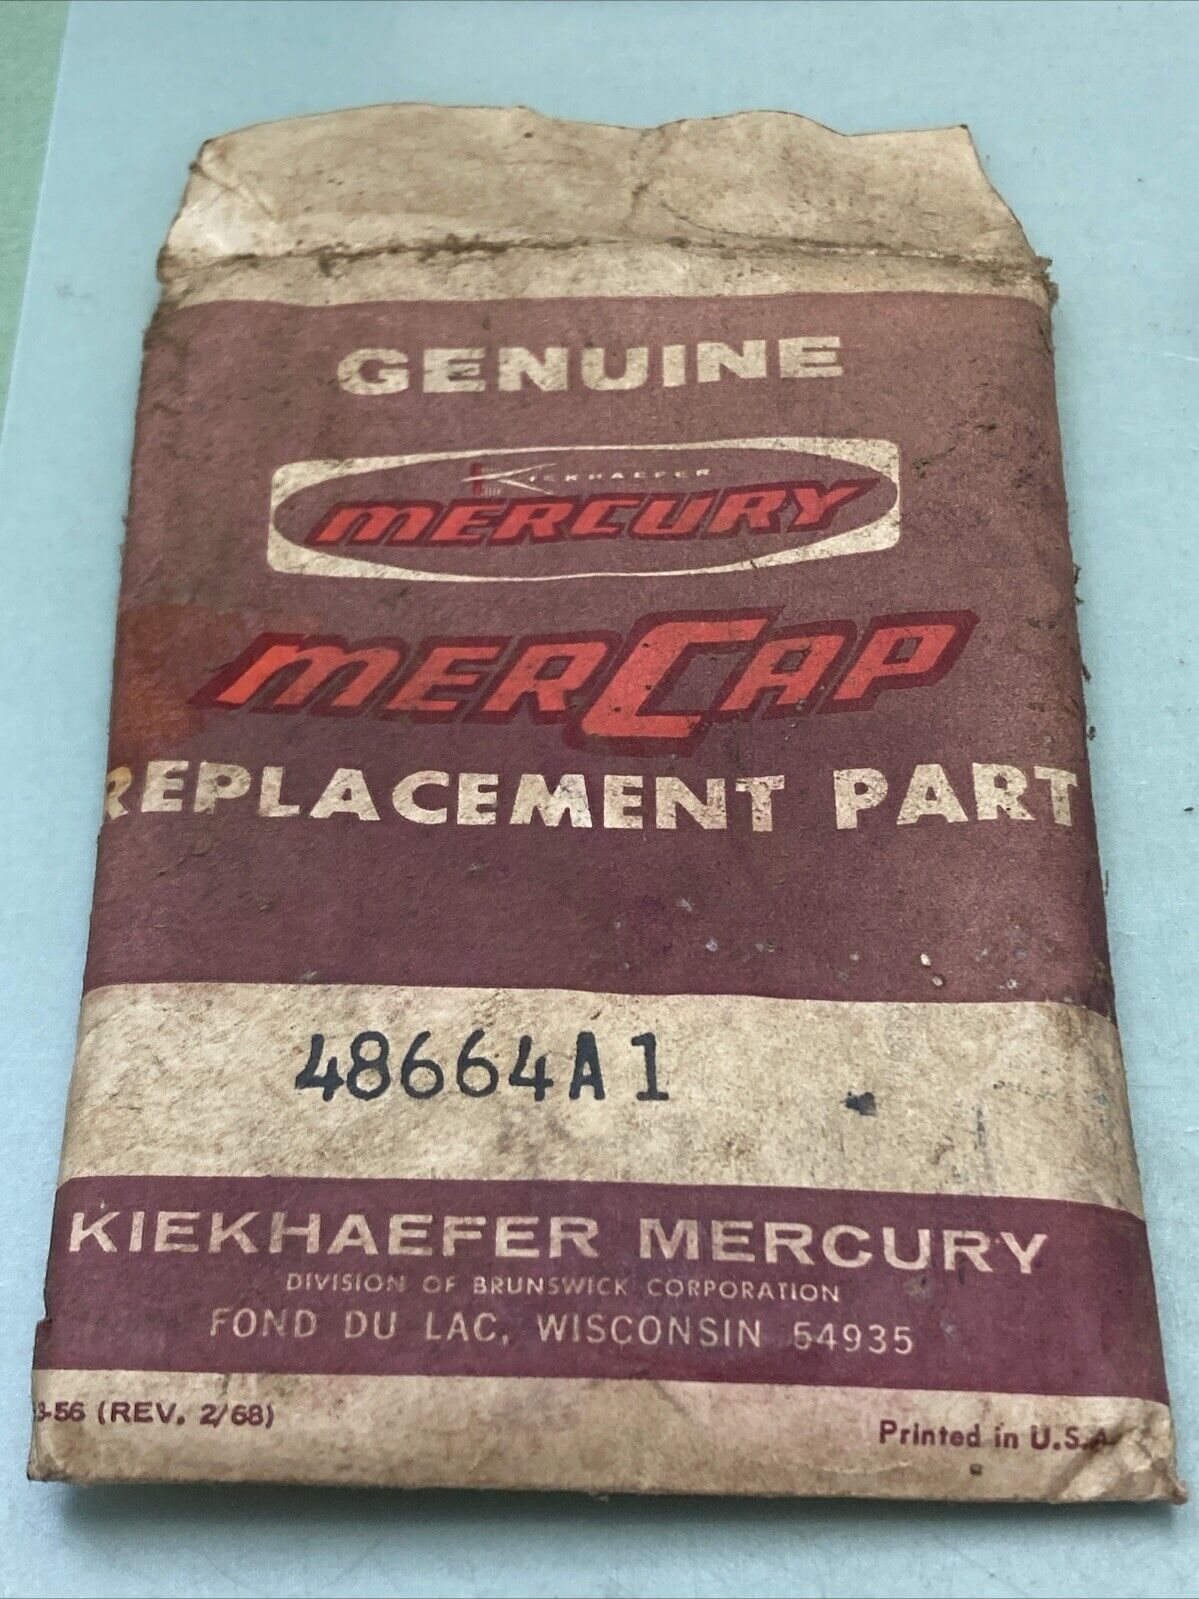 GENUINE
KIEKHAEFER
MERCURY
MERCAP
REPLACEMENT PART
48664A1
KIEKHAEFER MERCURY
DIVISION OF BRUNSWICK CORPORATION
FOND DU LAC, WISCONSIN 54935
-56 (REV. 2/68)
Printed in U.S.A